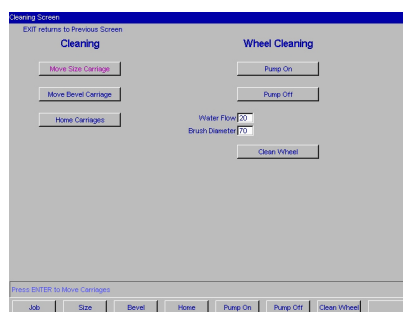 Cleaning Screen
EXIT returns to Previous Screen
Cleaning
Wheel Cleaning
Move Size Carriage
Pump On
Move Bevel Carriage
Pump Off
Home Carriages
Water Flow 20
Brush Diameter 70
Clean Wheel
Press ENTER to Move Carriages
Job Size Bevel Home Pump On Pump Off Clean Wheel